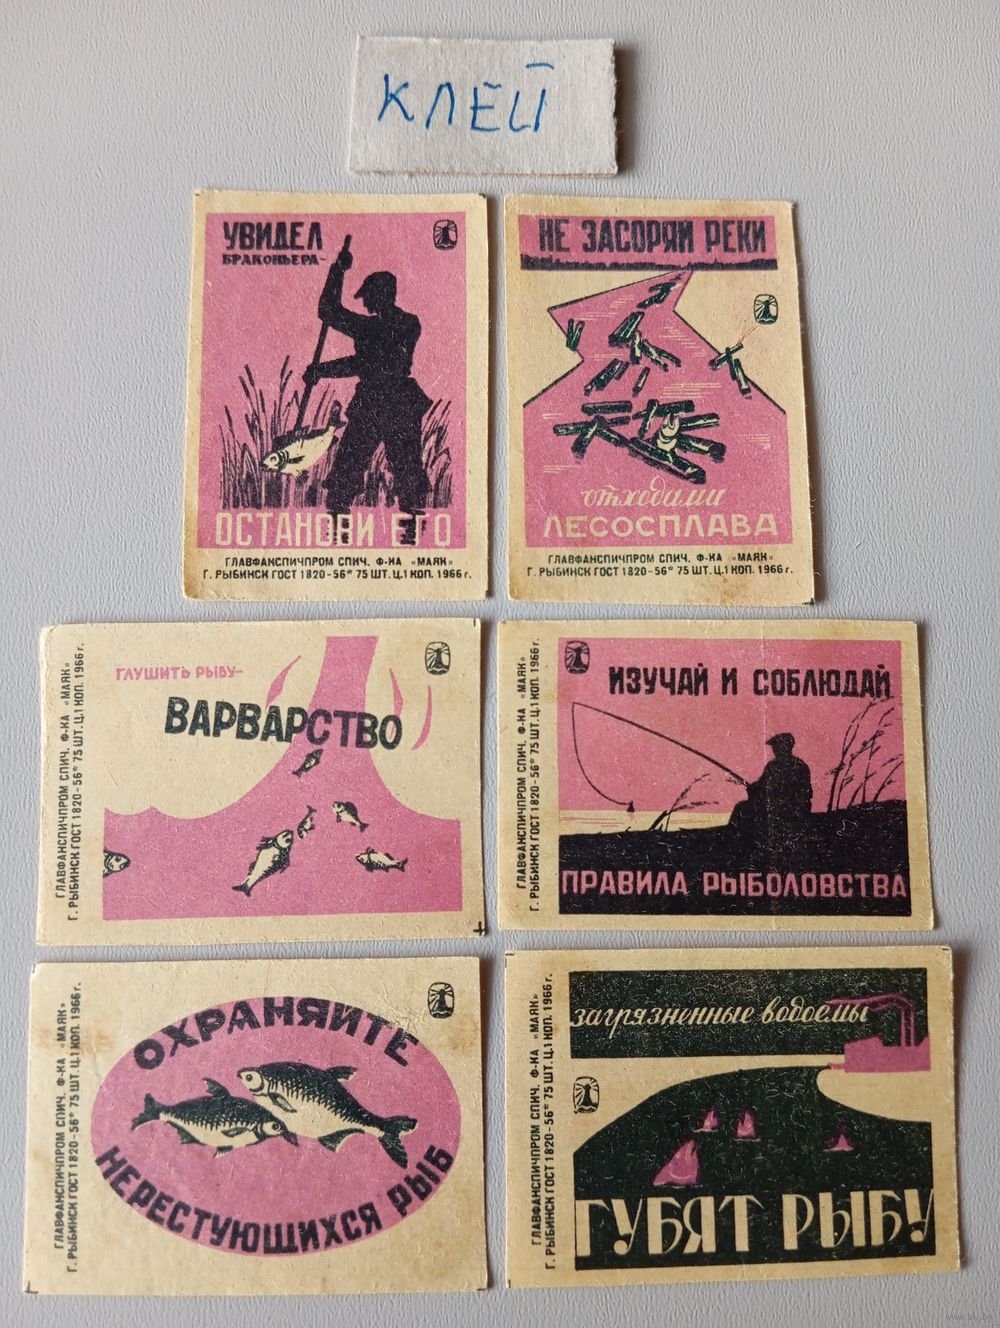 КЛЕЙ
УВИДЕЛ
БРАКОНЬЕРА-
ОСТАНОВИ ЕГО
ГЛАВФАНСПИЧПРОМ СПИЧ. Ф-КА «МАЯК»
Г. РЫБИНСК ГОСТ 1820-56* 75 ШТ. Ц.1 КОП. 1966 г.
НЕ ЗАСОРЯЙ РЕКИ
отходами
ЛЕСОСПЛАВА
ГЛАВФАНСПИЧПРОМ СПИЧ. Ф-КА «МАЯК»
Г. РЫБИНСК ГОСТ 1820-56* 75 ШТ. Ц.1 КОП. 1966 г.
ГЛУШИТЬ РЫБУ-
ВАРВАРСТВО
ГЛАВФАНСПИЧПРОМ СПИЧ. Ф-КА «МАЯК»
Г. РЫБИНСК ГОСТ 1820-56* 75 ШТ. Ц.1 КОП. 1966 г.
ИЗУЧАЙ И СОБЛЮДАЙ
ПРАВИЛА РЫБОЛОВСТВА
ГЛАВФАНСПИЧПРОМ СПИЧ. Ф-КА «МАЯК»
Г. РЫБИНСК ГОСТ 1820-56* 75 ШТ. Ц.1 КОП. 1966 г.
ОХРАНЯЙТЕ
НЕРЕСТУЮЩИХСЯ РЫБ
ГЛАВФАНСПИЧПРОМ СПИЧ. Ф-КА «МАЯК»
Г. РЫБИНСК ГОСТ 1820-56* 75 ШТ. Ц.1 КОП. 1966 г.
загрязненные водоемы
ГУБЯТ РЫБУ
ГЛАВФАНСПИЧПРОМ СПИЧ. Ф-КА «МАЯК»
Г. РЫБИНСК ГОСТ 1820-56* 75 ШТ. Ц.1 КОП. 1966 г.